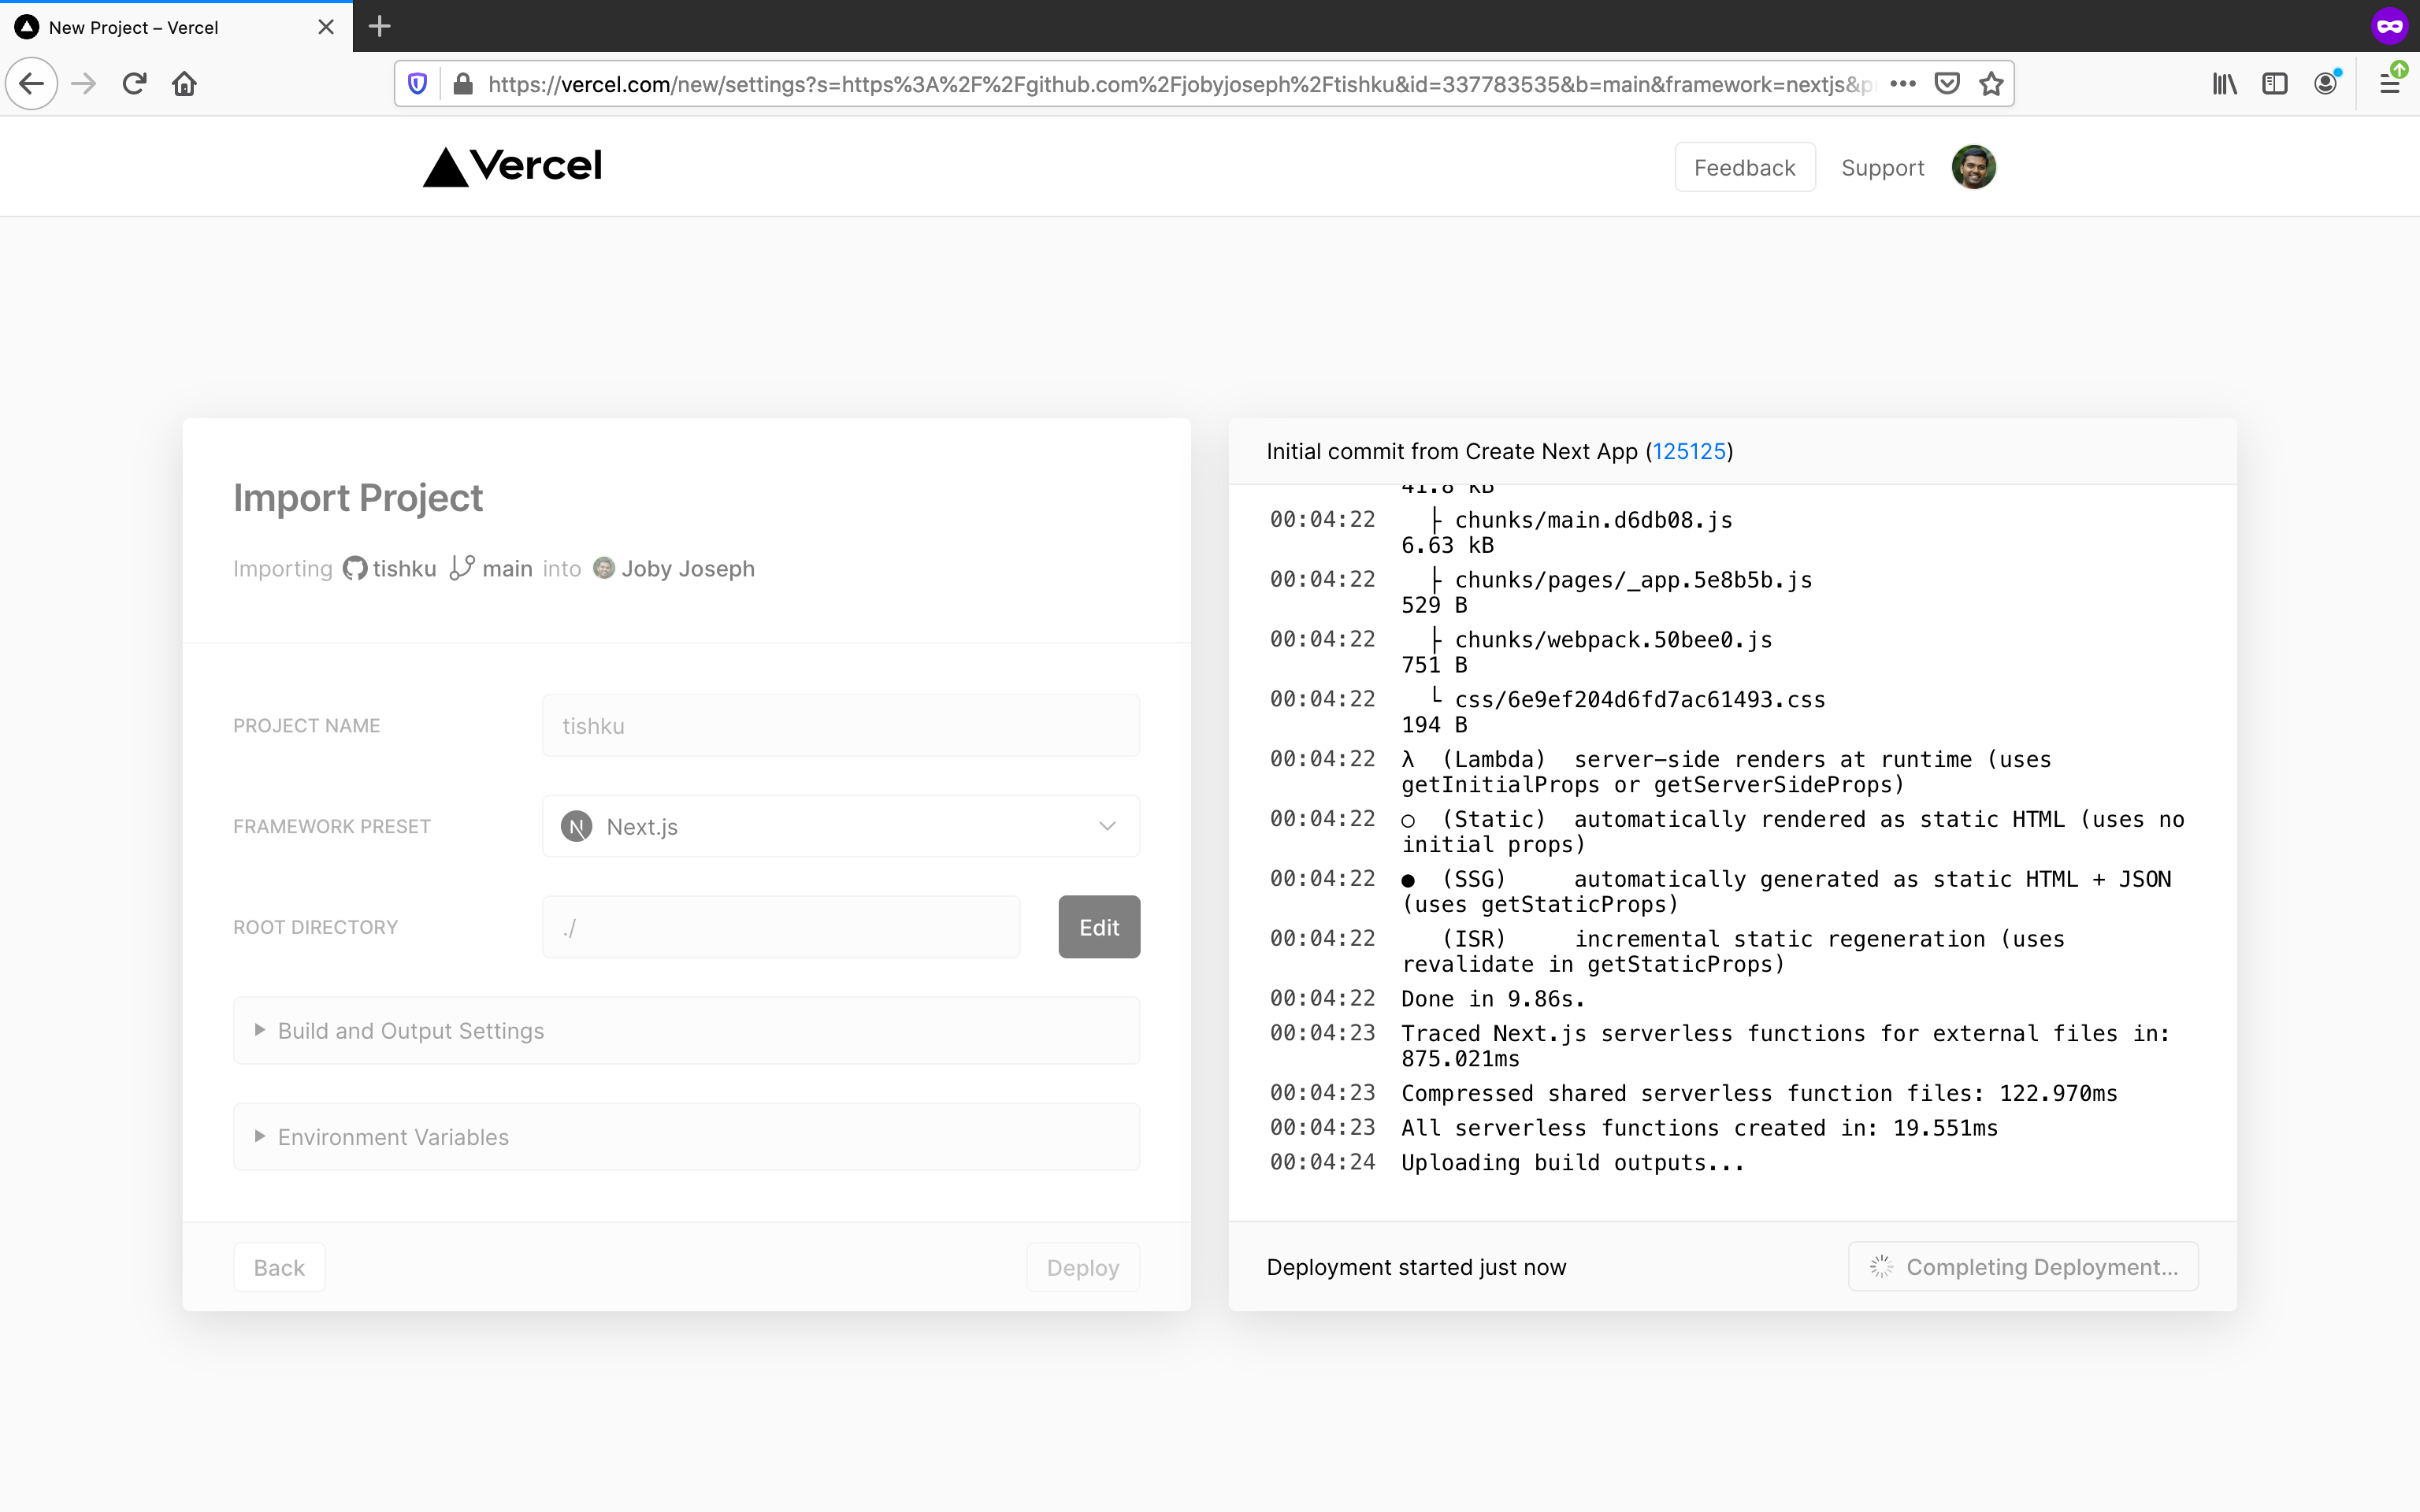 New Project – Vercel
https://vercel.com/new/settings?s=https%3A%2F%2Fgithub.com%2Fjobyjoseph%2Ftishku&id=337783535&b=main&framework=nextjs&p
Vercel
Feedback
Support
Import Project
Importing tishku main into Joby Joseph
PROJECT NAME
tishku
FRAMEWORK PRESET
N Next.js
ROOT DIRECTORY
./
Edit
Build and Output Settings
Environment Variables
Back
Deploy
Initial commit from Create Next App (125125)
41.8 kB
00:04:22 ├ chunks/main.d6db08.js
6.63 kB
00:04:22 ├ chunks/pages/_app.5e8b5b.js
529 B
00:04:22 ├ chunks/webpack.50bee0.js
751 B
00:04:22 └ css/6e9ef204d6fd7ac61493.css
194 B
00:04:22 λ (Lambda) server-side renders at runtime (uses
getInitialProps or getServerSideProps)
00:04:22 ○ (Static) automatically rendered as static HTML (uses no
initial props)
00:04:22 ● (SSG) automatically generated as static HTML + JSON
(uses getStaticProps)
00:04:22 (ISR) incremental static regeneration (uses
revalidate in getStaticProps)
00:04:22 Done in 9.86s.
00:04:23 Traced Next.js serverless functions for external files in:
875.021ms
00:04:23 Compressed shared serverless function files: 122.970ms
00:04:23 All serverless functions created in: 19.551ms
00:04:24 Uploading build outputs...
Deployment started just now
Completing Deployment...